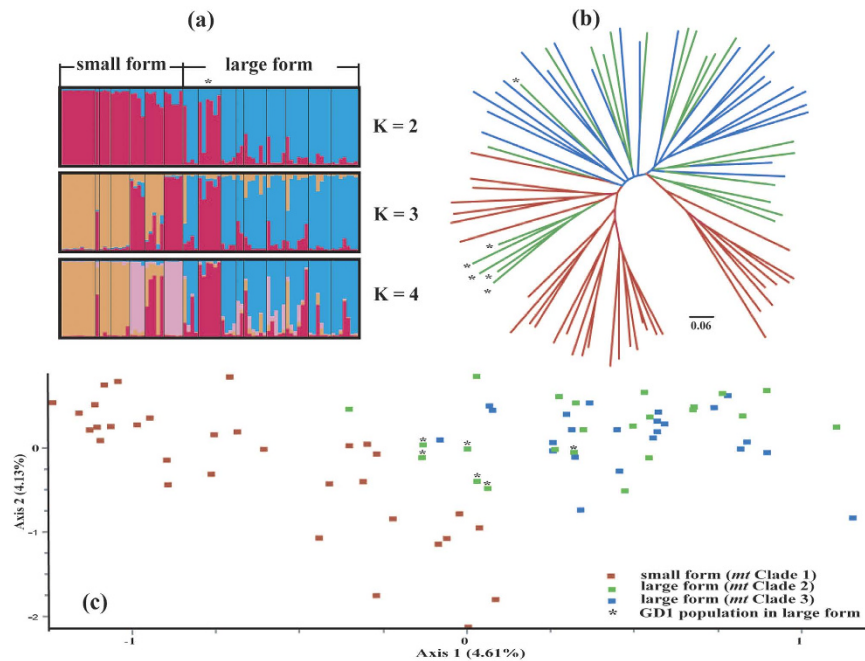 (a)
(b)
small form large form
*
K = 2
K = 3
K = 4
*
*
*
* *
*
0.06
0
-1
-2
Axis 2 (4.13%)
*
*
*
*
*
*
(c)
small form (mt Clade 1)
large form (mt Clade 2)
large form (mt Clade 3)
* GD1 population in large form
-1 0 1
Axis 1 (4.61%)